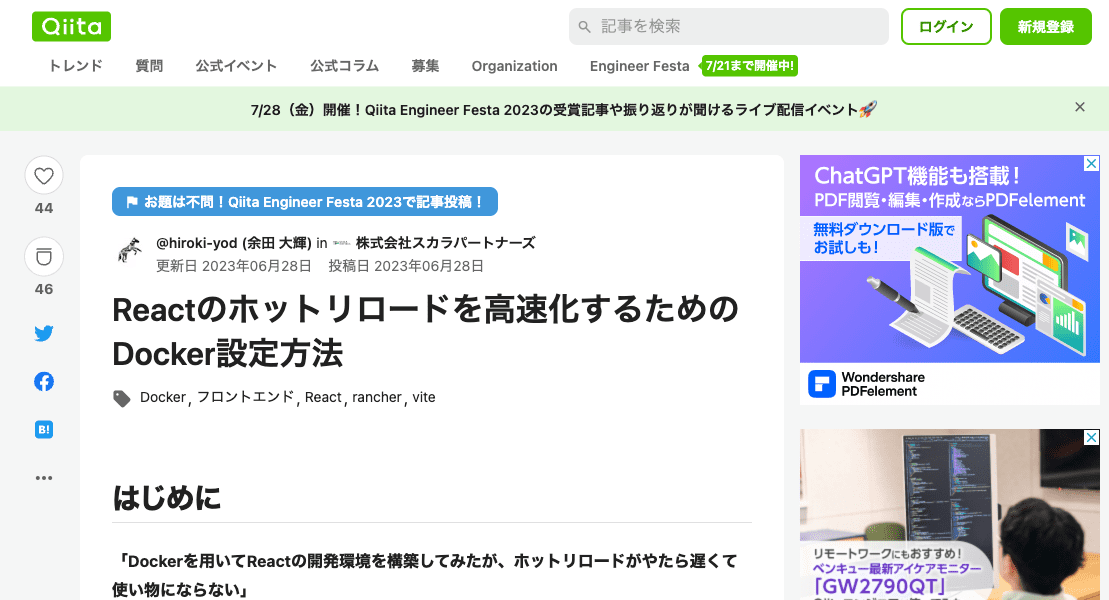 Qiita
記事を検索
ログイン
新規登録
トレンド 質問 公式イベント 公式コラム 募集 Organization Engineer Festa 7/21まで開催中!
7/28（金）開催！Qiita Engineer Festa 2023の受賞記事や振り返りが聞けるライブ配信イベント🚀
44
46
B!
お題は不問！Qiita Engineer Festa 2023で記事投稿！
@hiroki-yod (余田 大輝) in 株式会社スカラパートナーズ
更新日 2023年06月28日 投稿日 2023年06月28日
Reactのホットリロードを高速化するための
Docker設定方法
Docker, フロントエンド, React, rancher, vite
はじめに
「Dockerを用いてReactの開発環境を構築してみたが、ホットリロードがやたら遅くて
使い物にならない」
ChatGPT機能も搭載！
PDF閲覧・編集・作成ならPDFelement
無料ダウンロード版で
お試しも！
Wondershare
PDFelement
リモートワークにもおすすめ！
ベンキュー最新アイケアモニター
「GW2790QT」